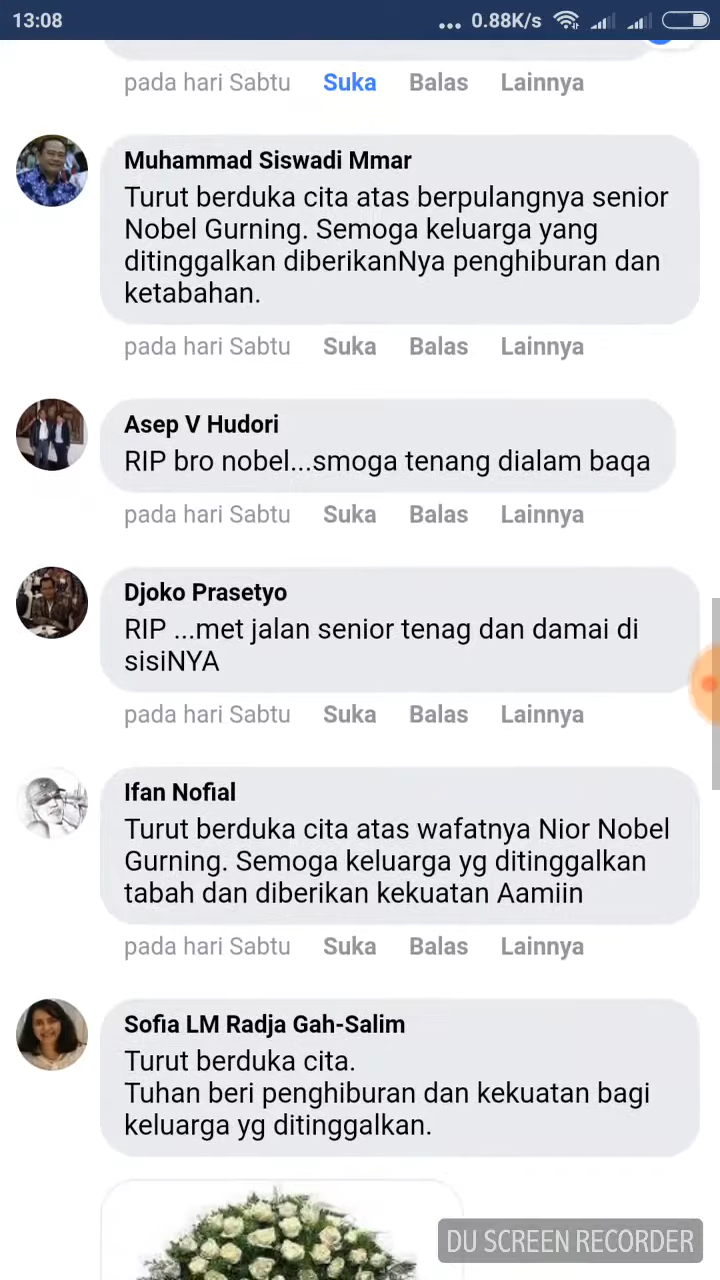 13:08
... 0.88K/s
pada hari Sabtu Suka Balas Lainnya
Muhammad Siswadi Mmar
Turut berduka cita atas berpulangnya senior
Nobel Gurning. Semoga keluarga yang
ditinggalkan diberikanNya penghiburan dan
ketabahan.
pada hari Sabtu Suka Balas Lainnya
Asep V Hudori
RIP bro nobel...smoga tenang dialam baqa
pada hari Sabtu Suka Balas Lainnya
Djoko Prasetyo
RIP ...met jalan senior tenag dan damai di
sisiNYA
pada hari Sabtu Suka Balas Lainnya
Ifan Nofial
Turut berduka cita atas wafatnya Nior Nobel
Gurning. Semoga keluarga yg ditinggalkan
tabah dan diberikan kekuatan Aamiin
pada hari Sabtu Suka Balas Lainnya
Sofia LM Radja Gah-Salim
Turut berduka cita.
Tuhan beri penghiburan dan kekuatan bagi
keluarga yg ditinggalkan.
DU SCREEN RECORDER